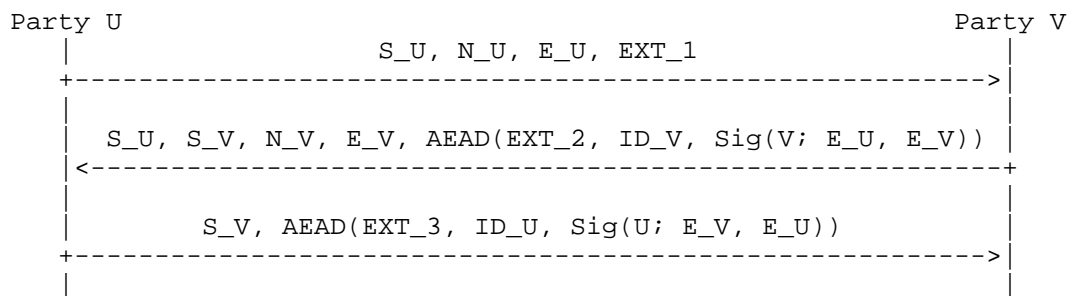 Party U Party V
S_U, N_U, E_U, EXT_1
S_U, S_V, N_V, E_V, AEAD(EXT_2, ID_V, Sig(V; E_U, E_V))
S_V, AEAD(EXT_3, ID_U, Sig(U; E_V, E_U))